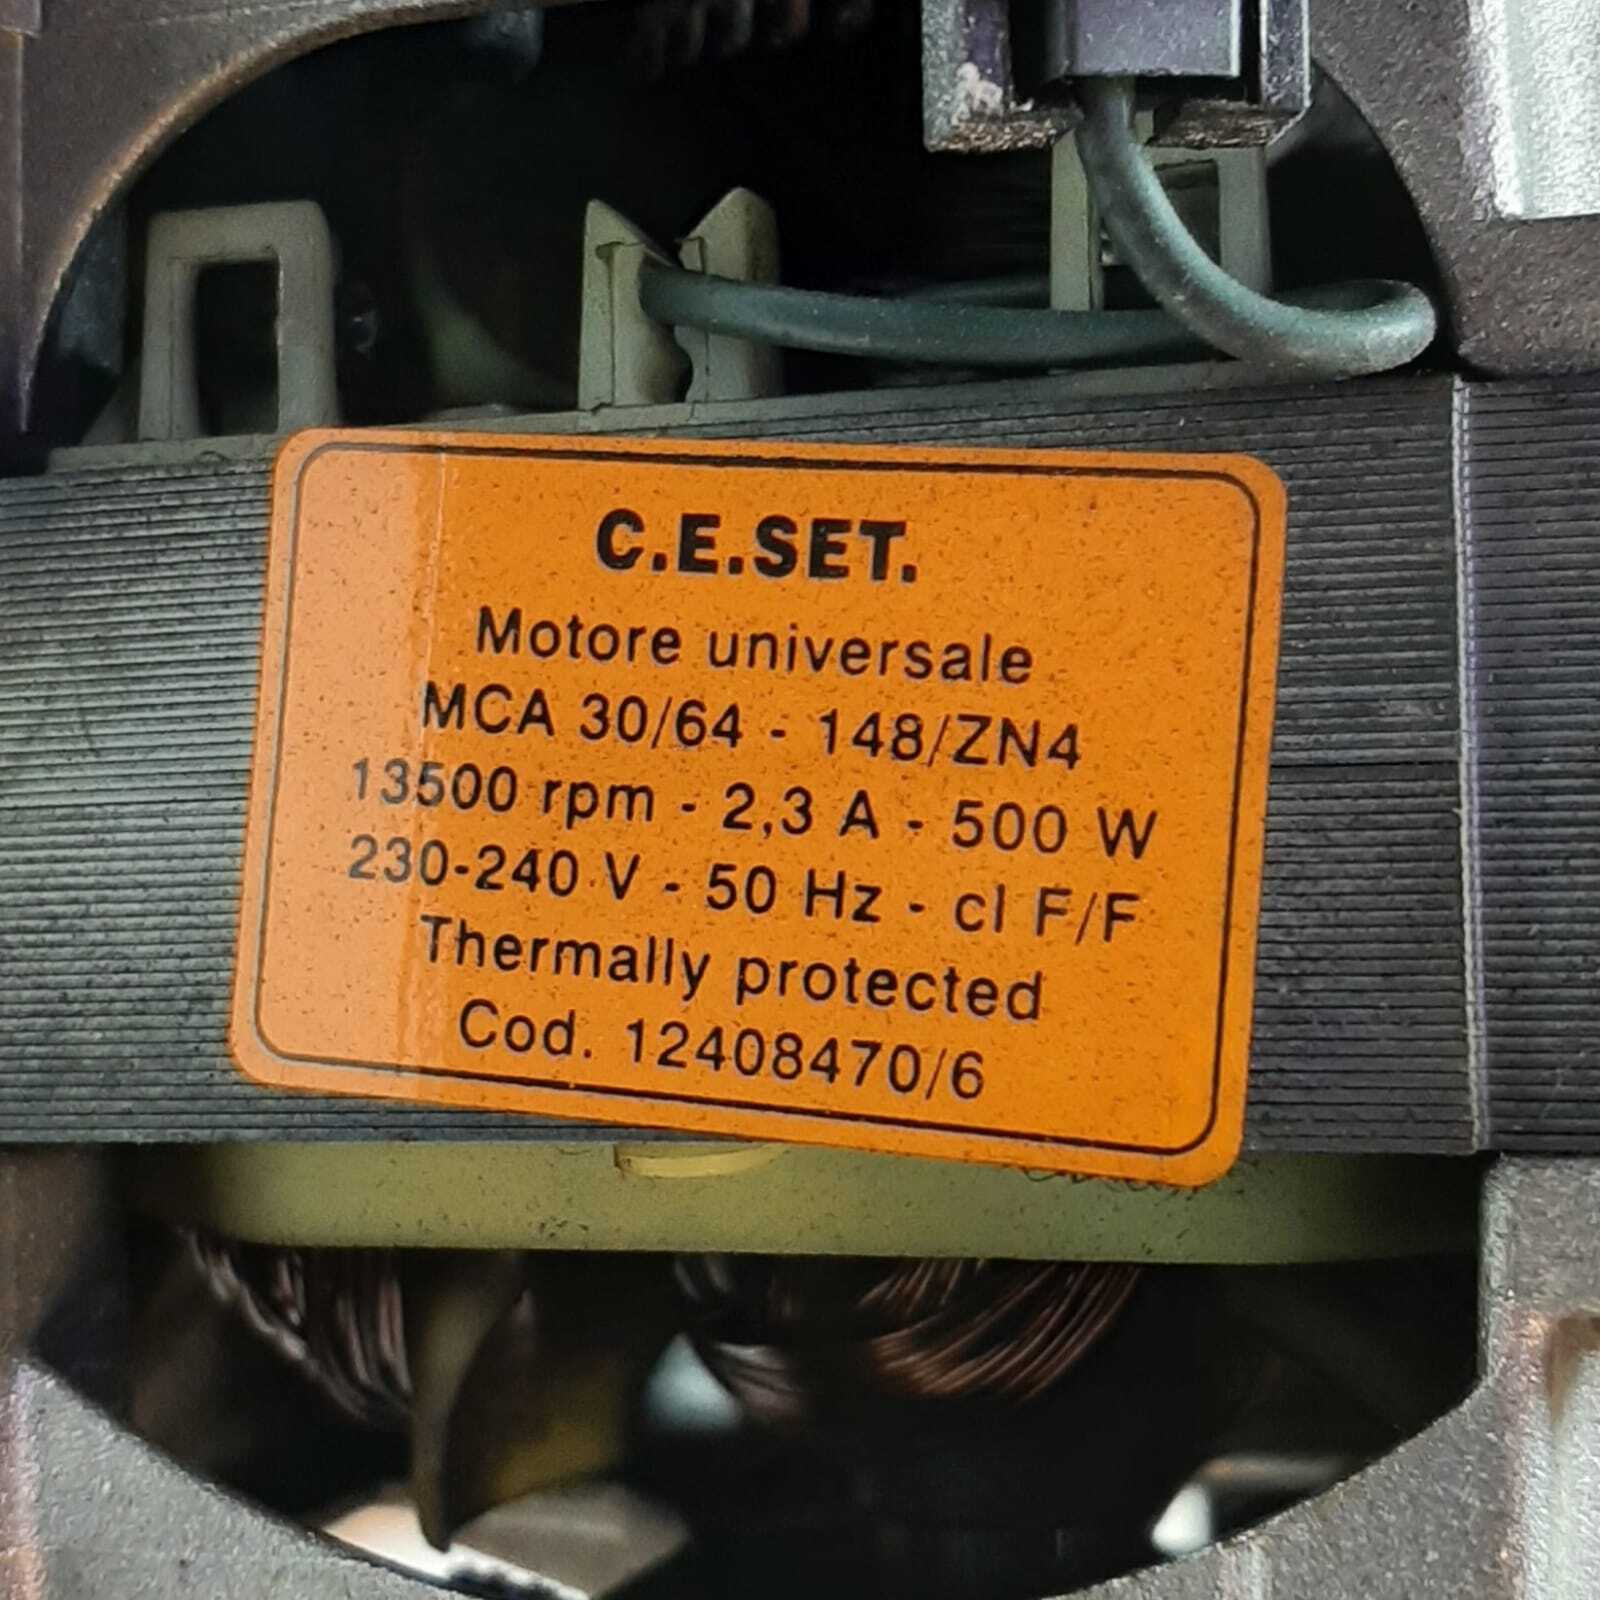 C.E.SET.
Motore universale
MCA 30/64 - 148/ZN4
13500 rpm - 2,3 A - 500 W
230-240 V - 50 Hz - cl F/F
Thermally protected
Cod. 12408470/6